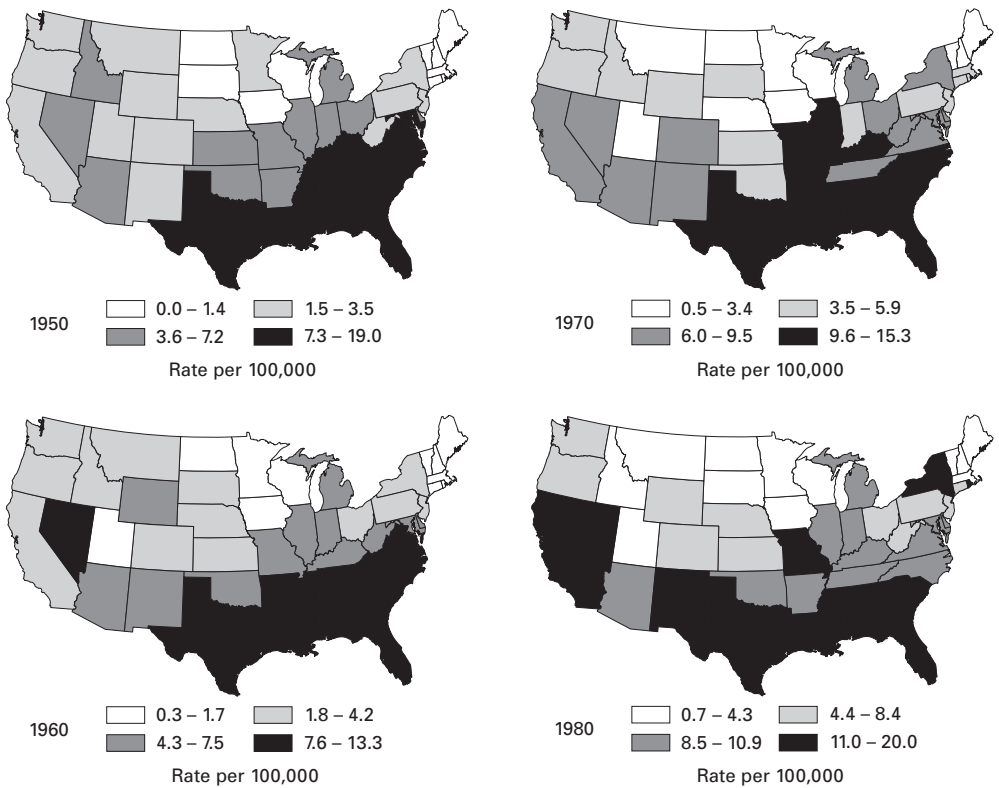 1950
0.0 – 1.4
1.5 – 3.5
3.6 – 7.2
7.3 – 19.0
Rate per 100,000
1970
0.5 – 3.4
3.5 – 5.9
6.0 – 9.5
9.6 – 15.3
Rate per 100,000
1960
0.3 – 1.7
1.8 – 4.2
4.3 – 7.5
7.6 – 13.3
Rate per 100,000
1980
0.7 – 4.3
4.4 – 8.4
8.5 – 10.9
11.0 – 20.0
Rate per 100,000